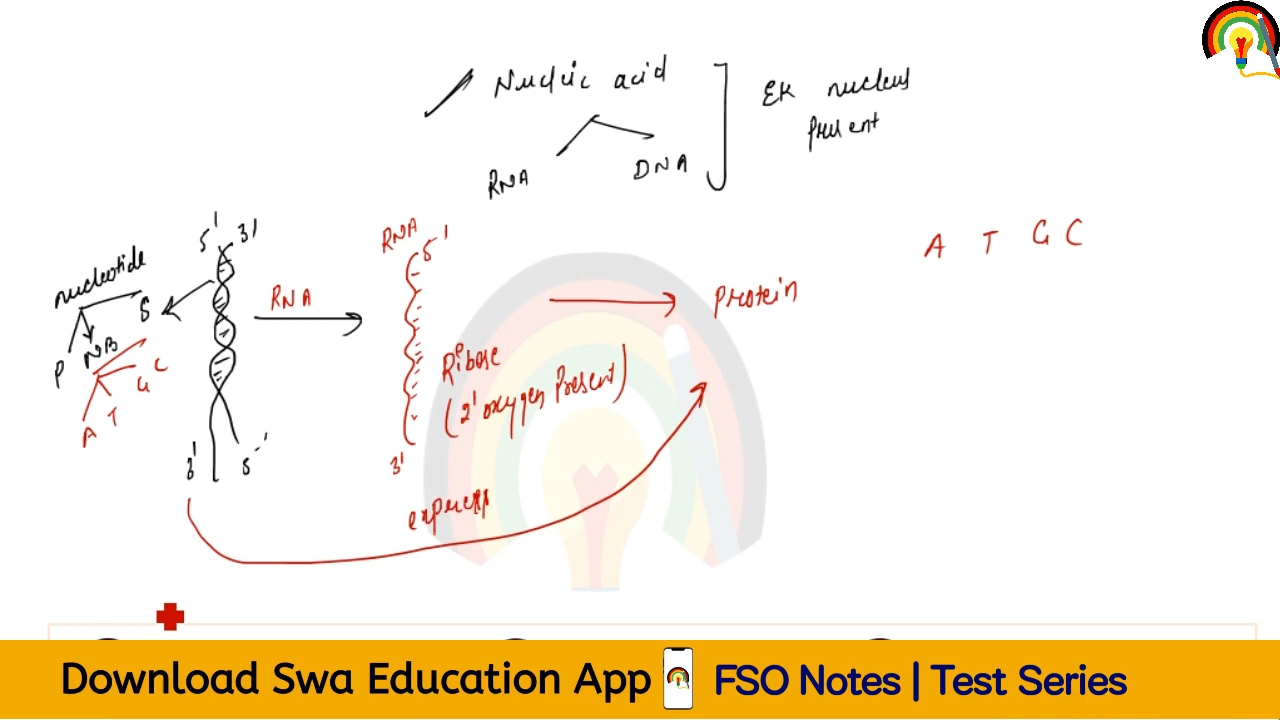 Nucleic acid
RNA DNA
EK nucleus
present
5' 3'
nucleotide
P NB S
A T G C
3' 5'
RNA
RNA
5'
3'
Ribose
(2' oxygen Present)
Protein
express
A T G C
Download Swa Education App FSO Notes | Test Series